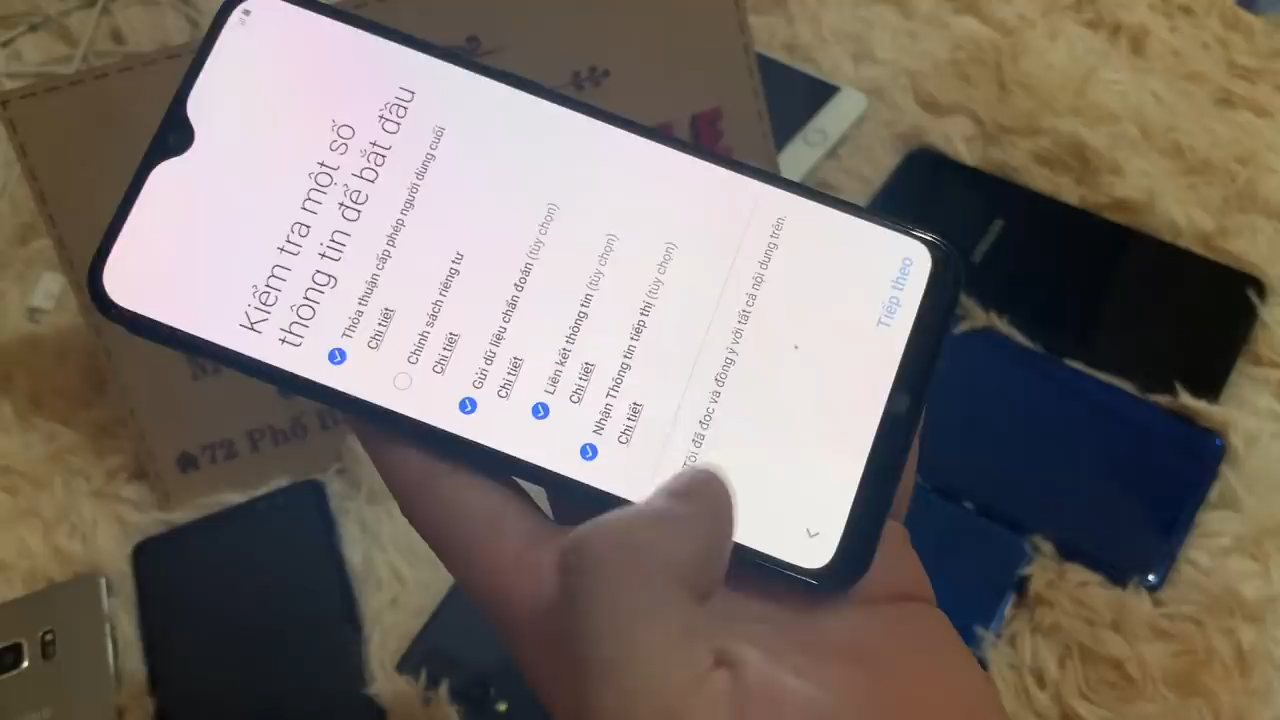 Kiểm tra một số
thông tin để bắt đầu
Thỏa thuận cấp phép người dùng cuối
Chi tiết
Chính sách riêng tư
Chi tiết
Gửi dữ liệu chẩn đoán (tùy chọn)
Chi tiết
Liên kết thông tin (tùy chọn)
Chi tiết
Nhận Thông tin tiếp thị (tùy chọn)
Chi tiết
Tôi đã đọc và đồng ý với tất cả nội dung trên.
Tiếp theo
72 Phố